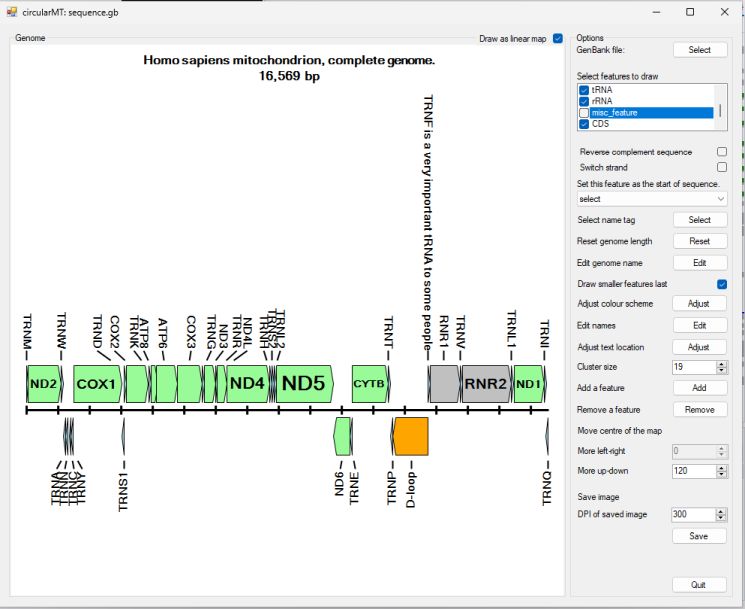 circularMT: sequence.gb
Genome
Draw as linear map
Homo sapiens mitochondrion, complete genome.
16,569 bp
TRNF is a very important tRNA to some people
TRNM
TRNW
TRND
COX2
TRNK
ATP8
ATP6
COX3
TRNG
ND3
TRNR
ND4L
TRNH
TRNS2
TRNL2
TRNT
RNR1
TRNV
TRNL1
TRNI
ND2
COX1
ND4
ND5
CYTB
RNR2
ND1
TRNA
TRNN
TRNC
TRNY
TRNS1
ND6
TRNE
TRNP
D-loop
TRNQ
Options
GenBank file:
Select
Select features to draw
tRNA
rRNA
misc_feature
CDS
Reverse complement sequence
Switch strand
Set this feature as the start of sequence.
select
Select name tag
Select
Reset genome length
Reset
Edit genome name
Edit
Draw smaller features last
Adjust colour scheme
Adjust
Edit names
Edit
Adjust text location
Adjust
Cluster size
19
Add a feature
Add
Remove a feature
Remove
Move centre of the map
More left-right
0
More up-down
120
Save image
DPI of saved image
300
Save
Quit